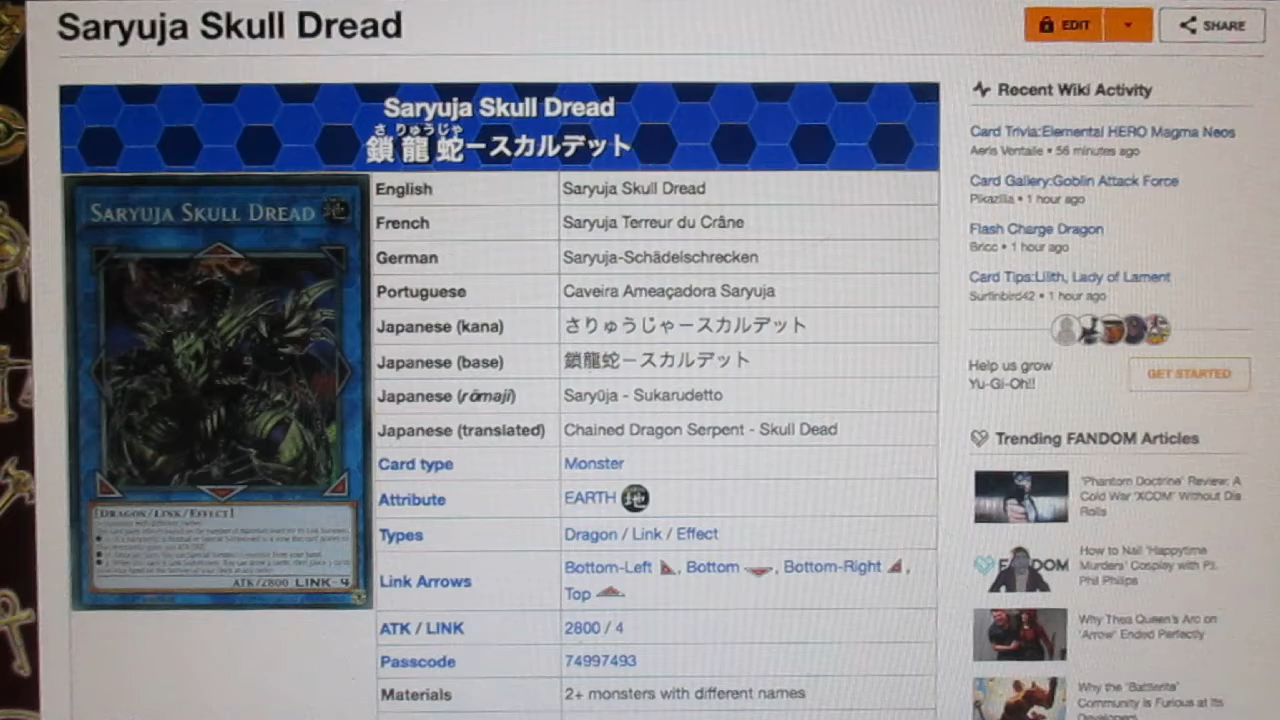 Saryuja Skull Dread
EDIT
SHARE
Saryuja Skull Dread
さ りゅうじゃ
鎖龍蛇－スカルデット
SARYUJA SKULL DREAD 地
[DRAGON/LINK/EFFECT]
ATK/2800 LINK-4
English Saryuja Skull Dread
French Saryuja Terreur du Crâne
German Saryuja-Schädelschrecken
Portuguese Caveira Ameaçadora Saryuja
Japanese (kana) さりゅうじゃースカルデット
Japanese (base) 鎖龍蛇－スカルデット
Japanese (rōmaji) Saryūja - Sukarudetto
Japanese (translated) Chained Dragon Serpent - Skull Dead
Card type Monster
Attribute EARTH 地
Types Dragon / Link / Effect
Link Arrows Bottom-Left , Bottom , Bottom-Right ,
Top
ATK / LINK 2800 / 4
Passcode 74997493
Materials 2+ monsters with different names
Recent Wiki Activity
Card Trivia:Elemental HERO Magma Neos
Aeris Ventalle • 56 minutes ago
Card Gallery:Goblin Attack Force
Pikazilla • 1 hour ago
Flash Charge Dragon
Bricc • 1 hour ago
Card Tips:Lilith, Lady of Lament
Surfinbird42 • 1 hour ago
Help us grow
Yu-Gi-Oh!!
GET STARTED
Trending FANDOM Articles
'Phantom Doctrine' Review: A
Cold War 'XCOM' Without Dia
Rolls
How to Nail 'Happytime
Murders' Cosplay with P.I.
Phil Philips
Why Thea Queen's Arc on
'Arrow' Ended Perfectly
Why the 'Battlerite'
Community Is Furious at Its
Developers